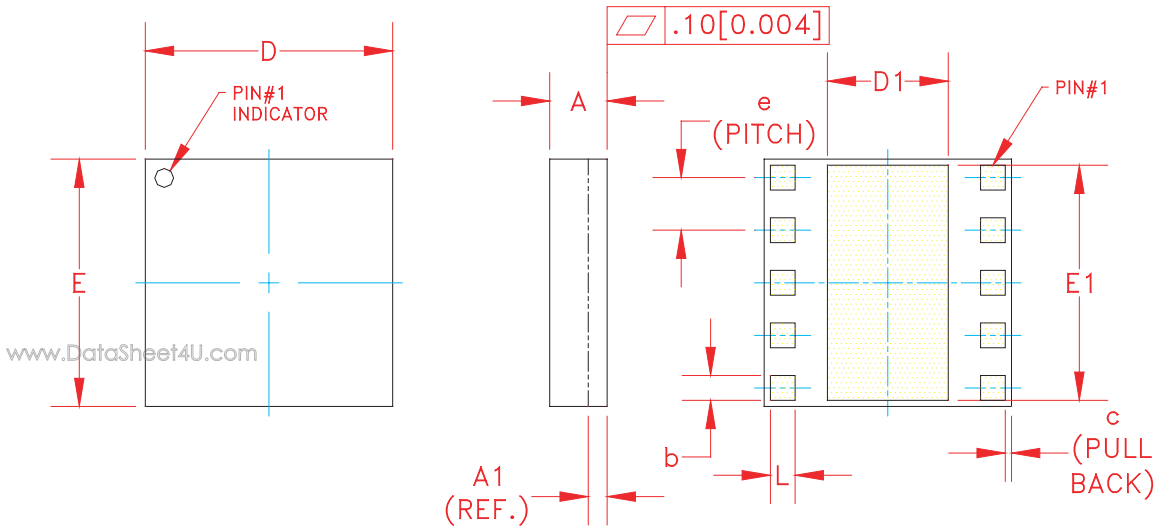 .10[0.004]
D
A
D1
PIN#1
INDICATOR
e
(PITCH)
PIN#1
E
E1
www.DataSheet4U.com
c
(PULL
BACK)
b
L
A1
(REF.)